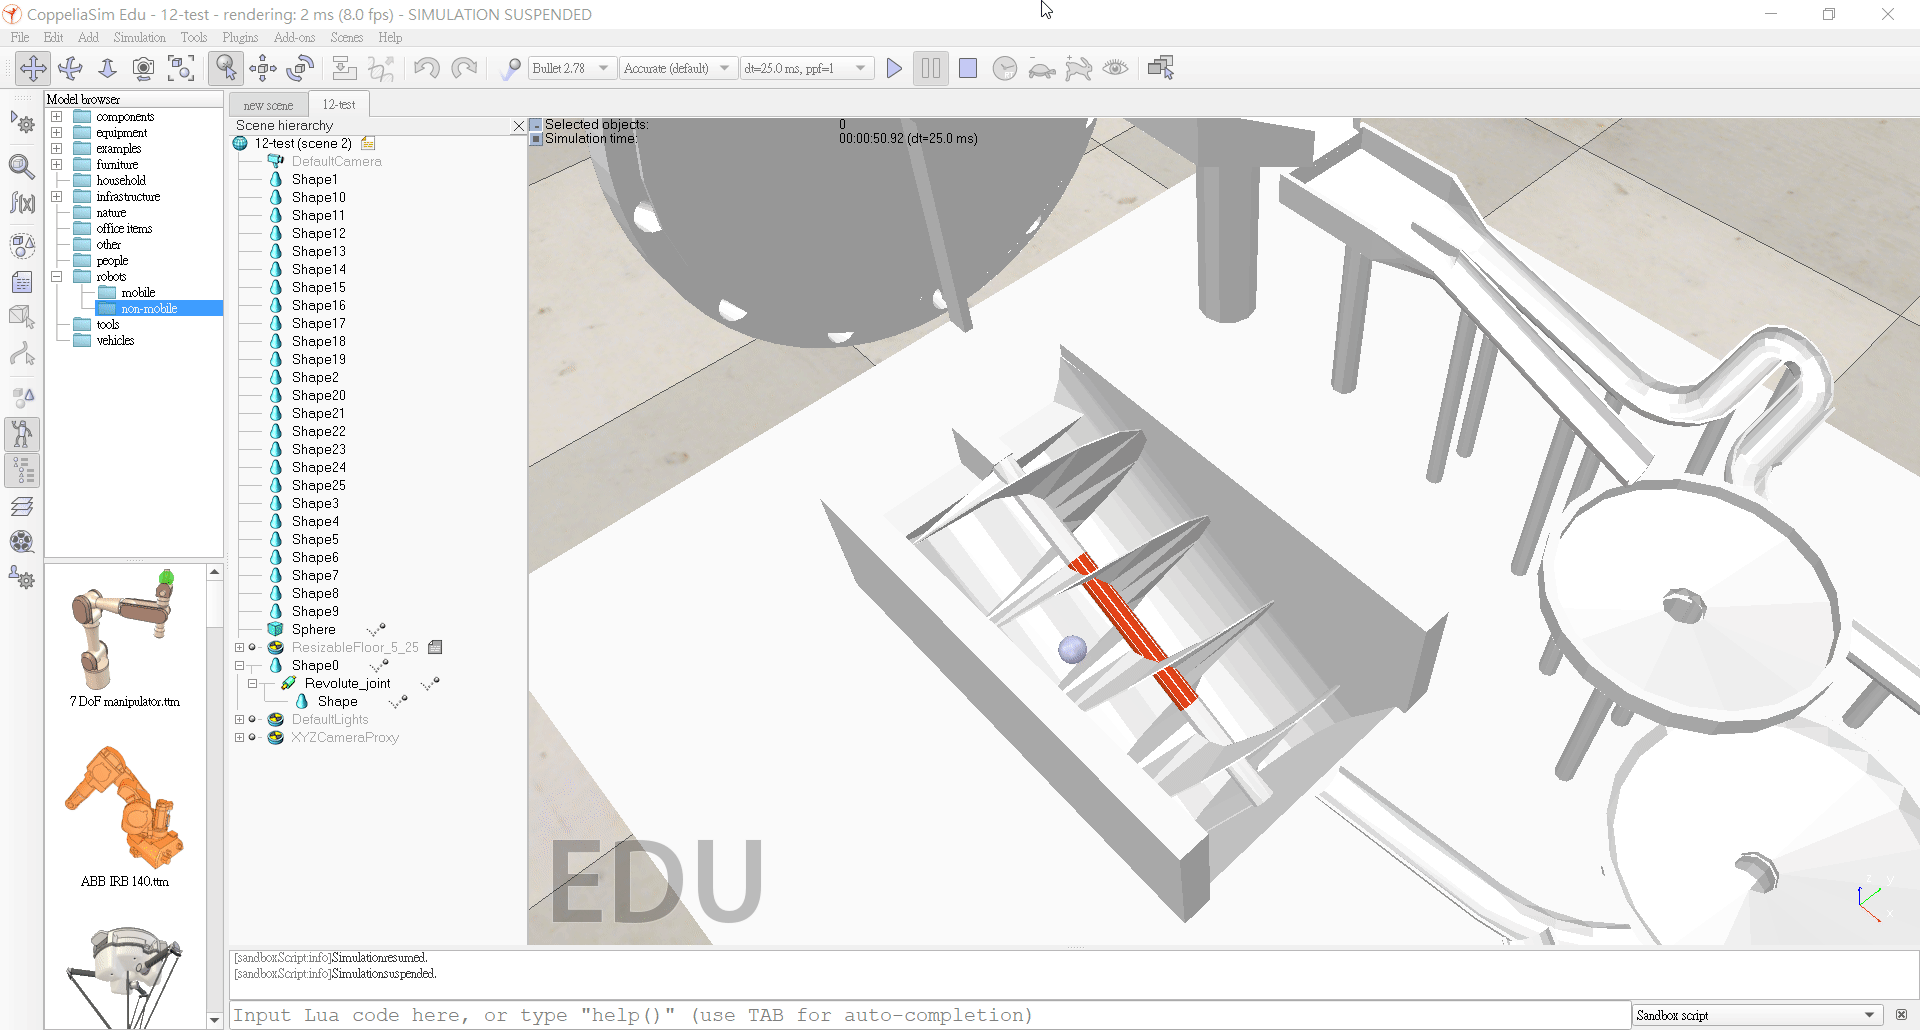 CoppeliaSim Edu - 12-test - rendering: 2 ms (8.0 fps) - SIMULATION SUSPENDED
File Edit Add Simulation Tools Plugins Add-ons Scenes Help
Bullet 2.78 Accurate (default) dt=25.0 ms, ppf=1
Model browser
components
equipment
examples
furniture
household
infrastructure
nature
office items
other
people
robots
mobile
non-mobile
tools
vehicles
7 DoF manipulator.ttm
ABB IRB 140.ttm
new scene 12-test
Scene hierarchy
12-test (scene 2)
DefaultCamera
Shape1
Shape10
Shape11
Shape12
Shape13
Shape14
Shape15
Shape16
Shape17
Shape18
Shape19
Shape2
Shape20
Shape21
Shape22
Shape23
Shape24
Shape25
Shape3
Shape4
Shape5
Shape6
Shape7
Shape8
Shape9
Sphere
ResizableFloor_5_25
Shape0
Revolute_joint
Shape
DefaultLights
XYZCameraProxy
Selected objects: 0
Simulation time: 00:00:50.92 (dt=25.0 ms)
EDU
z y
x
[sandboxScript:info]Simulationresumed.
[sandboxScript:info]Simulationsuspended.
Input Lua code here, or type "help()" (use TAB for auto-completion)
Sandbox script